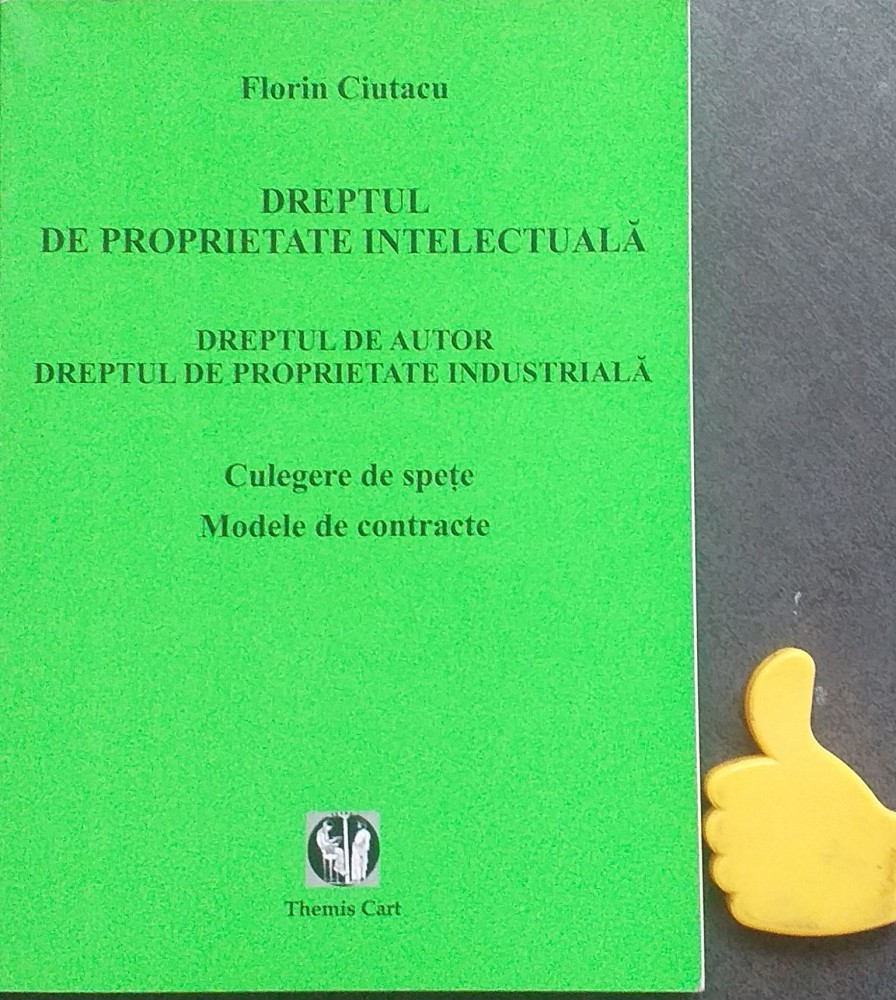 Florin Ciutacu
DREPTUL
DE PROPRIETATE INTELECTUALĂ
DREPTUL DE AUTOR
DREPTUL DE PROPRIETATE INDUSTRIALĂ
Culegere de spețe
Modele de contracte
Themis Cart